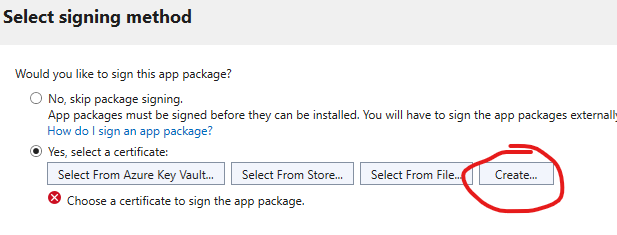 Select signing method
Would you like to sign this app package?
No, skip package signing.
App packages must be signed before they can be installed. You will have to sign the app packages externally
How do I sign an app package?
Yes, select a certificate:
Select From Azure Key Vault... Select From Store... Select From File... Create...
Choose a certificate to sign the app package.